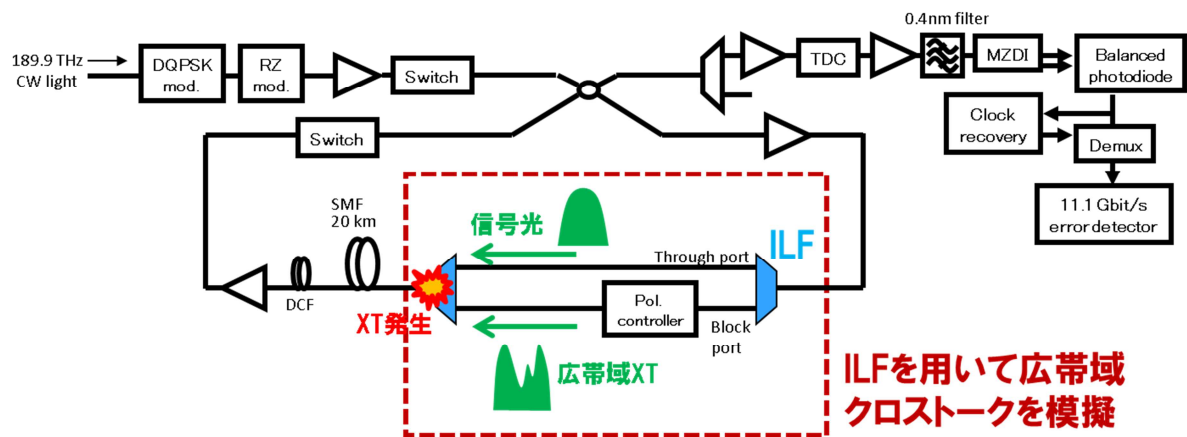 189.9 THz
CW light
DQPSK
mod.
RZ
mod.
Switch
TDC
0.4nm filter
MZDI
Balanced
photodiode
Clock
recovery
Demux
11.1 Gbit/s
error detector
Switch
SMF
20 km
DCF
信号光
ILF
Through port
XT発生
Pol.
controller
Block
port
広帯域XT
ILFを用いて広帯域
クロストークを模擬